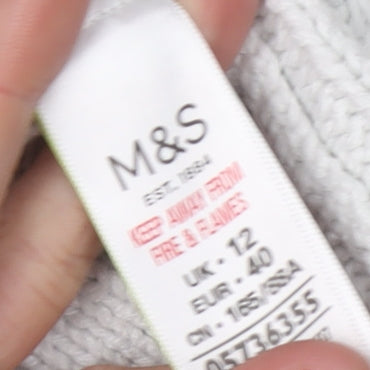 M&S
EST. 1884
KEEP AWAY FROM
FIRE & FLAMES
UK • 12
EUR • 40
CN • 165/88A
05736355